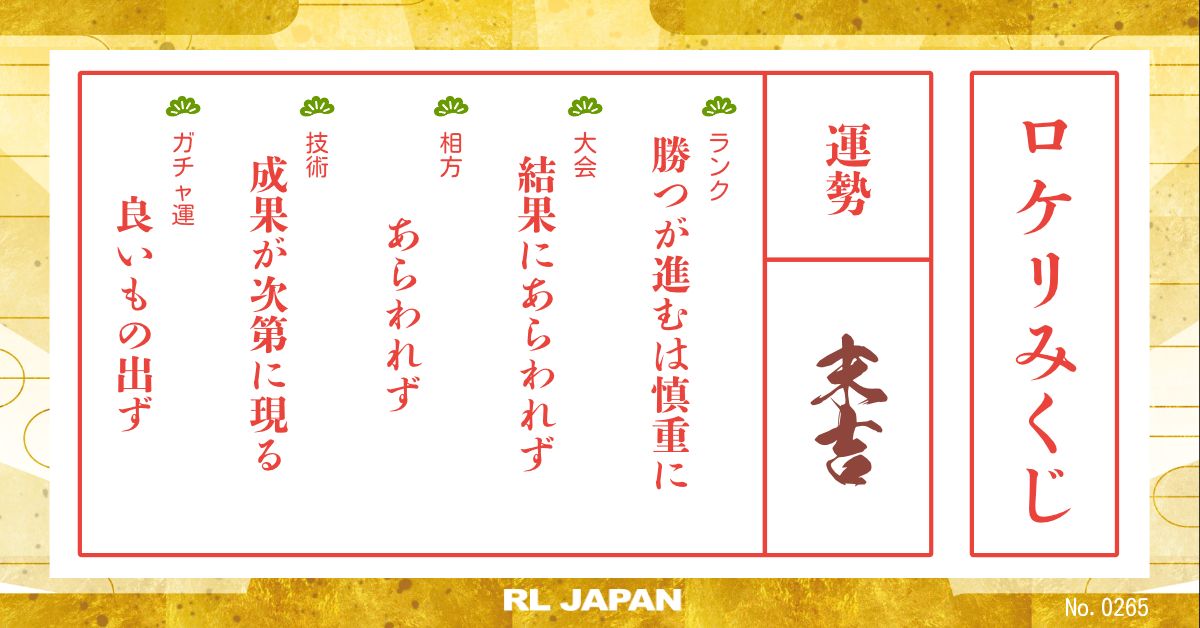 ロケリみくじ
運勢
末吉
ランク
勝つが進むは慎重に
大会
結果にあらわれず
相方
あらわれず
技術
成果が次第に現る
ガチャ運
良いもの出ず
RL JAPAN
No. 0265